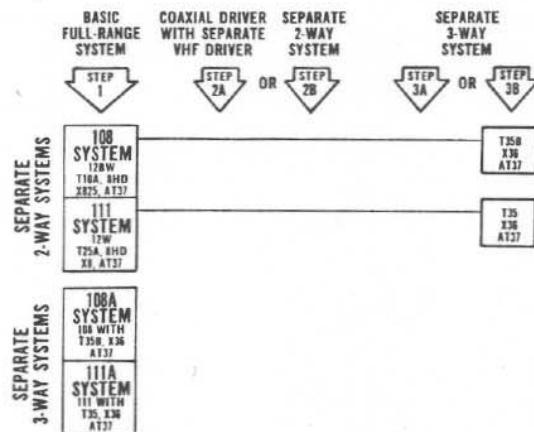 BASIC
FULL-RANGE
SYSTEM
COAXIAL DRIVER
WITH SEPARATE
VHF DRIVER
SEPARATE
2-WAY
SYSTEM
SEPARATE
3-WAY
SYSTEM
STEP
1
STEP
2A
OR
STEP
2B
STEP
3A
OR
STEP
3B
SEPARATE
2-WAY SYSTEMS
108
SYSTEM
12BW
T10A, 8HD
X825, AT37
T35B
X36
AT37
111
SYSTEM
12W
T25A, 8HD
X8, AT37
T35
X36
AT37
SEPARATE
3-WAY SYSTEMS
108A
SYSTEM
108 WITH
T35B, X36
AT37
111A
SYSTEM
111 WITH
T35, X36
AT37